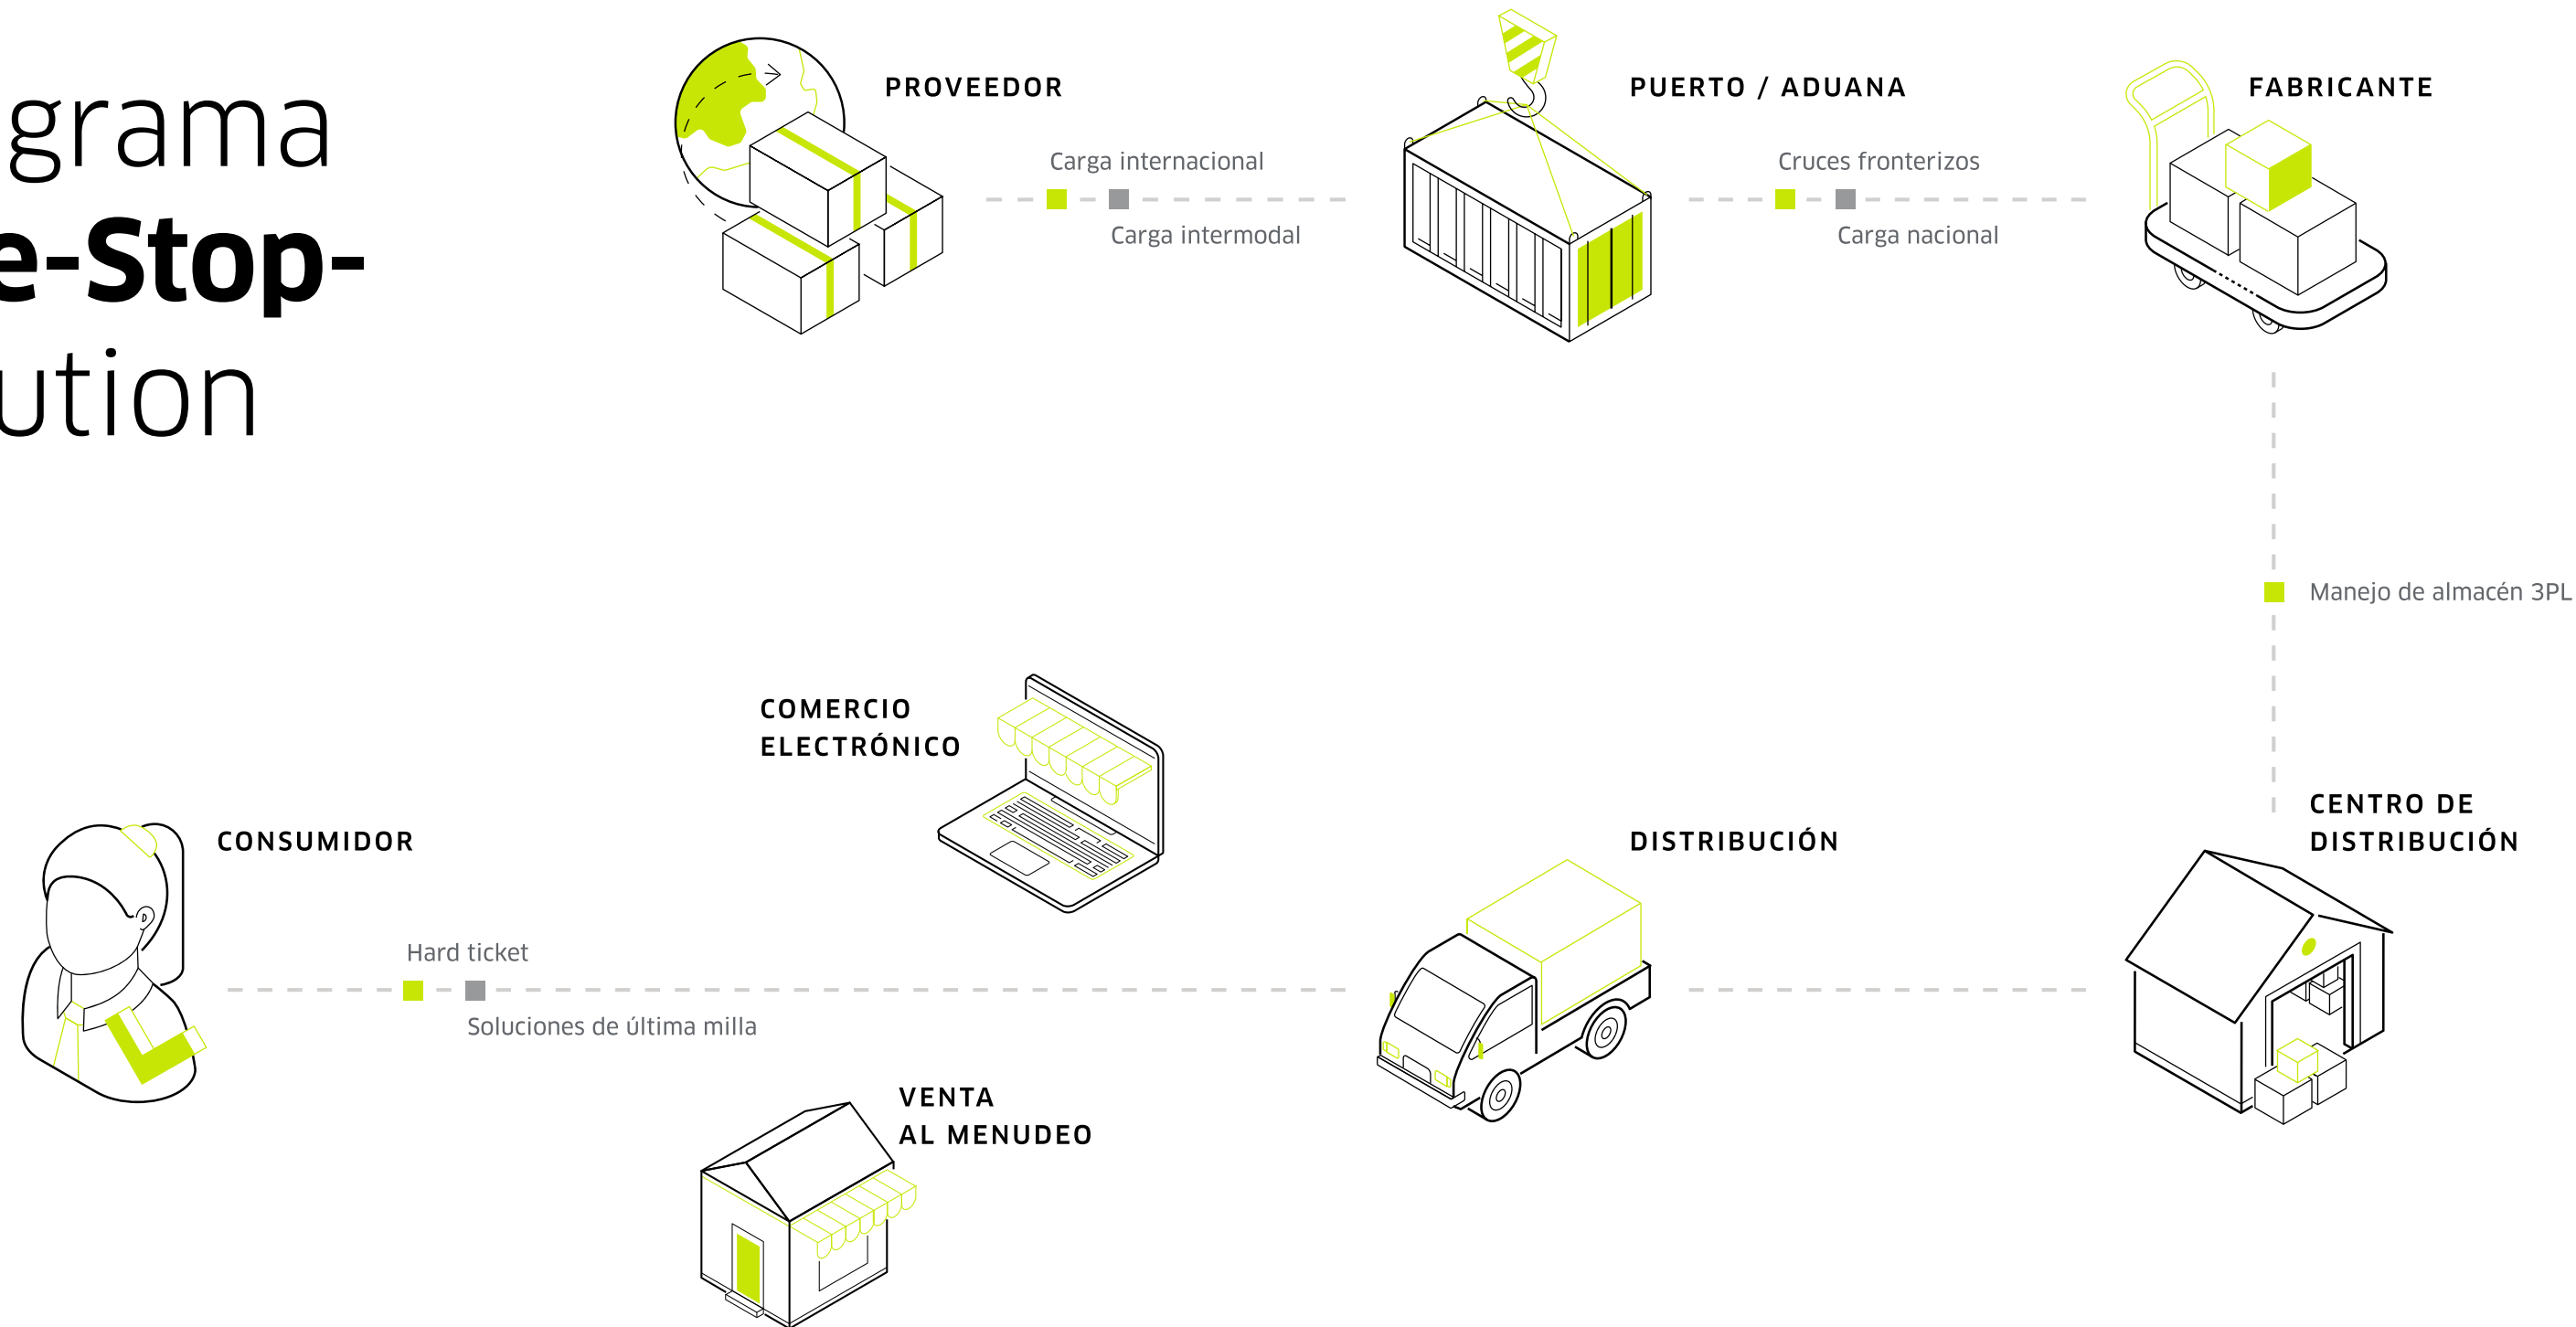 grama
e-Stop-
ution
PROVEEDOR
Carga internacional
Carga intermodal
PUERTO / ADUANA
Cruces fronterizos
Carga nacional
FABRICANTE
Manejo de almacén 3PL
CENTRO DE
DISTRIBUCIÓN
DISTRIBUCIÓN
COMERCIO
ELECTRÓNICO
VENTA
AL MENUDEO
Hard ticket
Soluciones de última milla
CONSUMIDOR